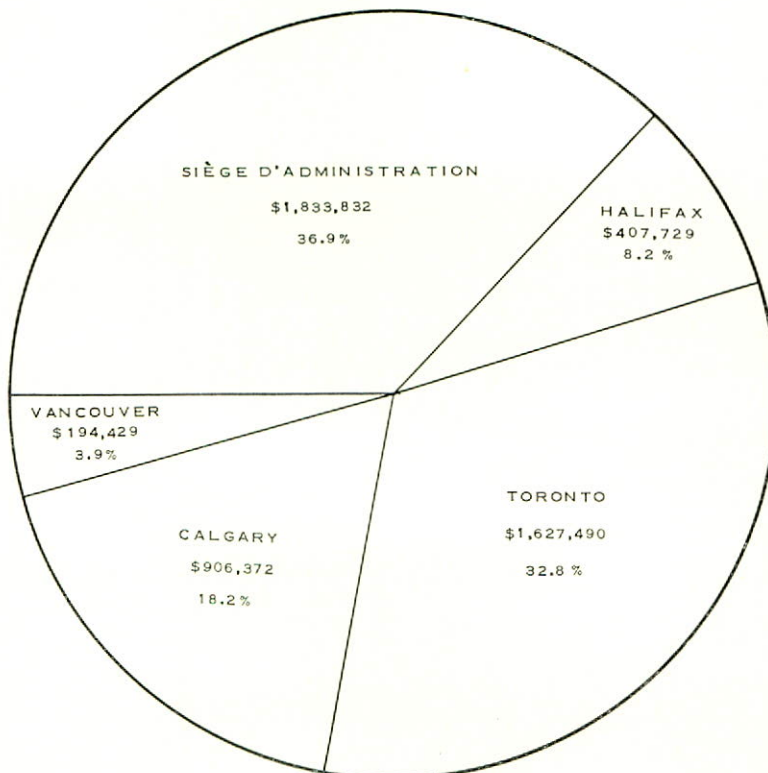 SIÈGE D'ADMINISTRATION
$1,833,832
36.9%
HALIFAX
$407,729
8.2 %
VANCOUVER
$194,429
3.9%
TORONTO
$1,627,490
32.8 %
CALGARY
$906,372
18.2%